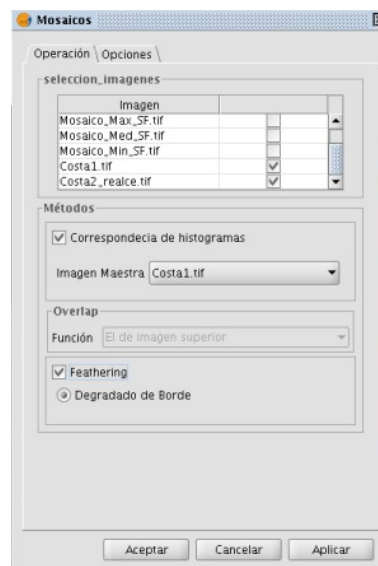 Mosaicos
Operación Opciones
seleccion_imagenes
Imagen
Mosaico_Max_SF.tif
Mosaico_Med_SF.tif
Mosaico_Min_SF.tif
Costa1.tif
Costa2_realce.tif
Métodos
Correspondecia de histogramas
Imagen Maestra Costa1.tif
Overlap
Función El de imagen superior
Feathering
Degradado de Borde
Aceptar Cancelar Aplicar